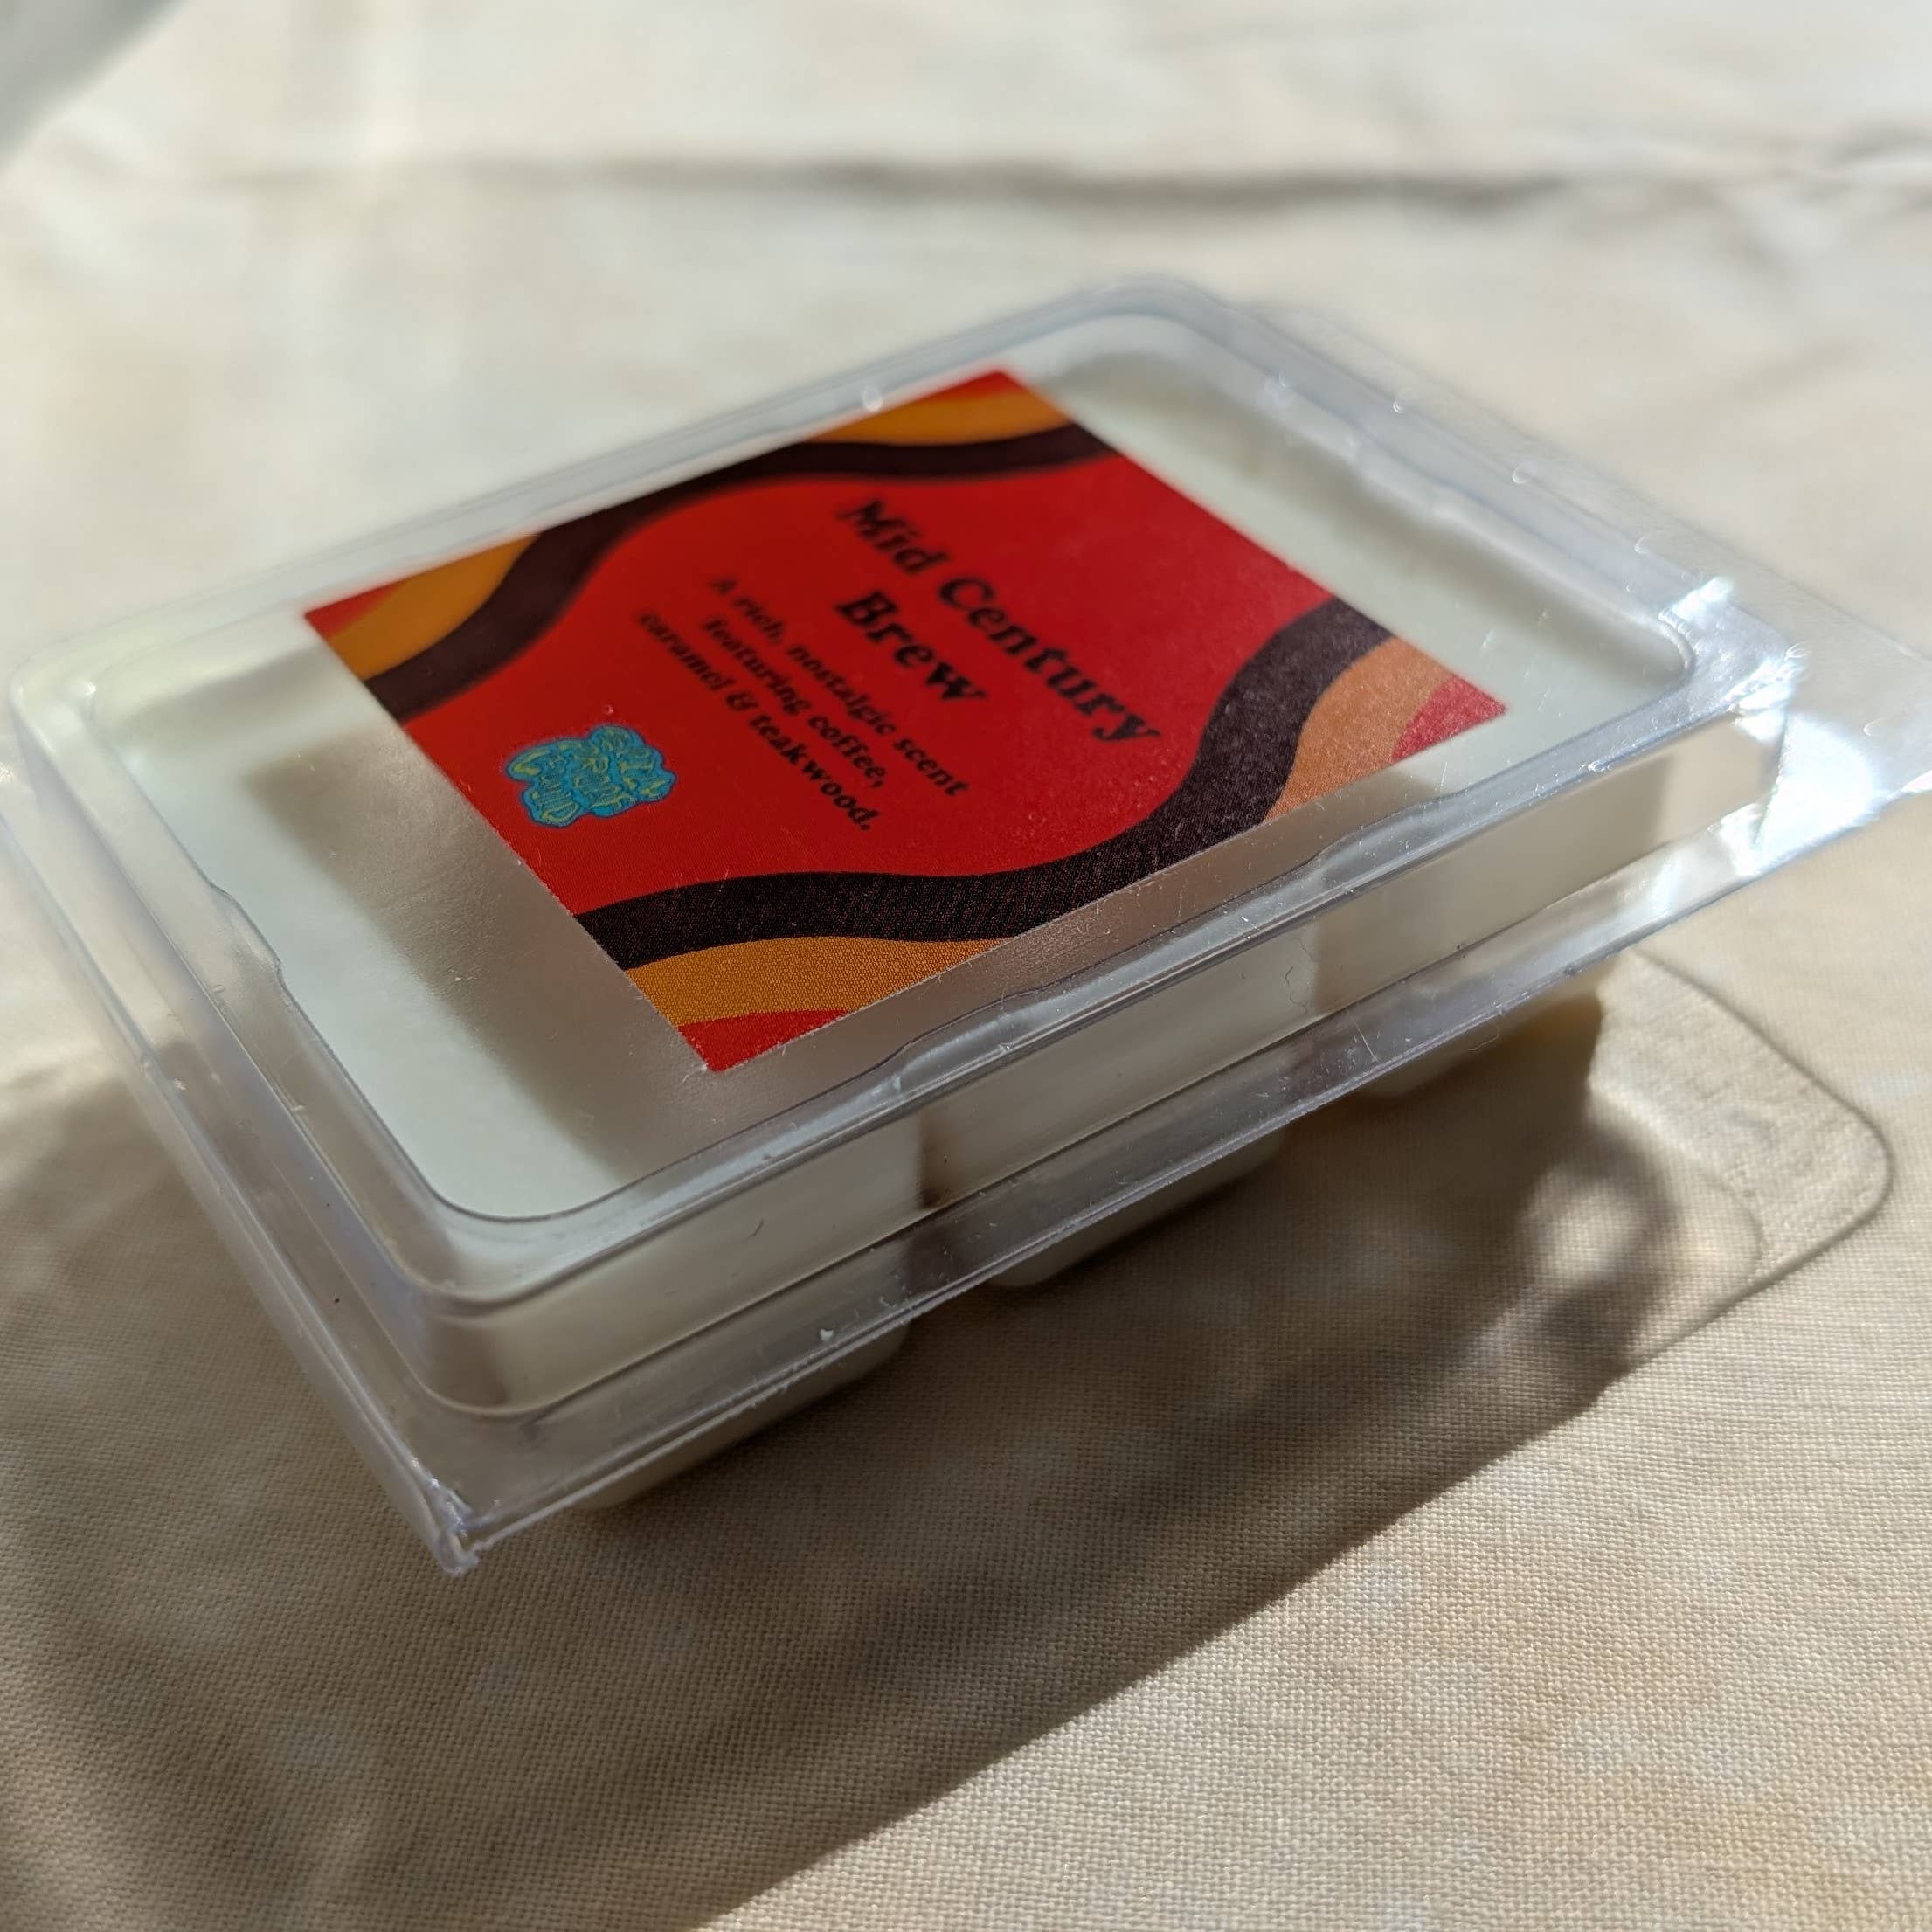 Mid Century
Brew
A rich, nostalgic scent
featuring coffee,
caramel & teakwood.